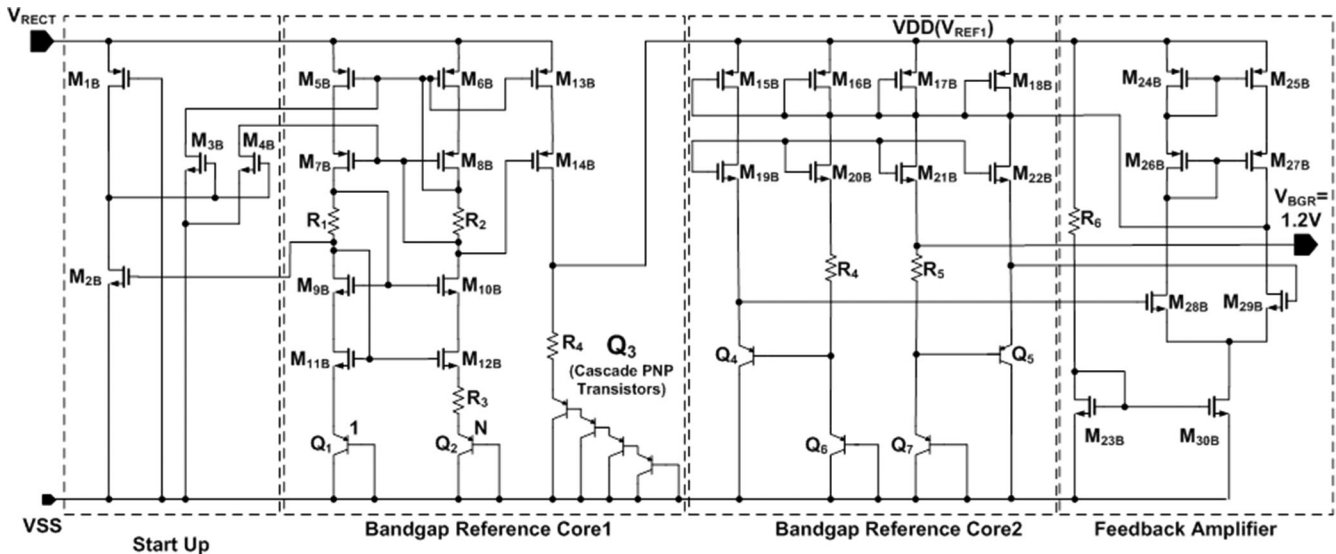 VRECT
VDD(VREF1)
M1B
M5B
M6B
M13B
M15B
M16B
M17B
M18B
M24B
M25B
M3B
M4B
M7B
M8B
M14B
M19B
M20B
M21B
M22B
M26B
M27B
VBGR=
1.2V
R1
R2
R6
M2B
M9B
M10B
R4
R5
M28B
M29B
M11B
M12B
R4
Q3
(Cascade PNP
Transistors)
Q4
Q5
R3
1
N
Q1
Q2
Q6
Q7
M23B
M30B
VSS
Start Up
Bandgap Reference Core1
Bandgap Reference Core2
Feedback Amplifier